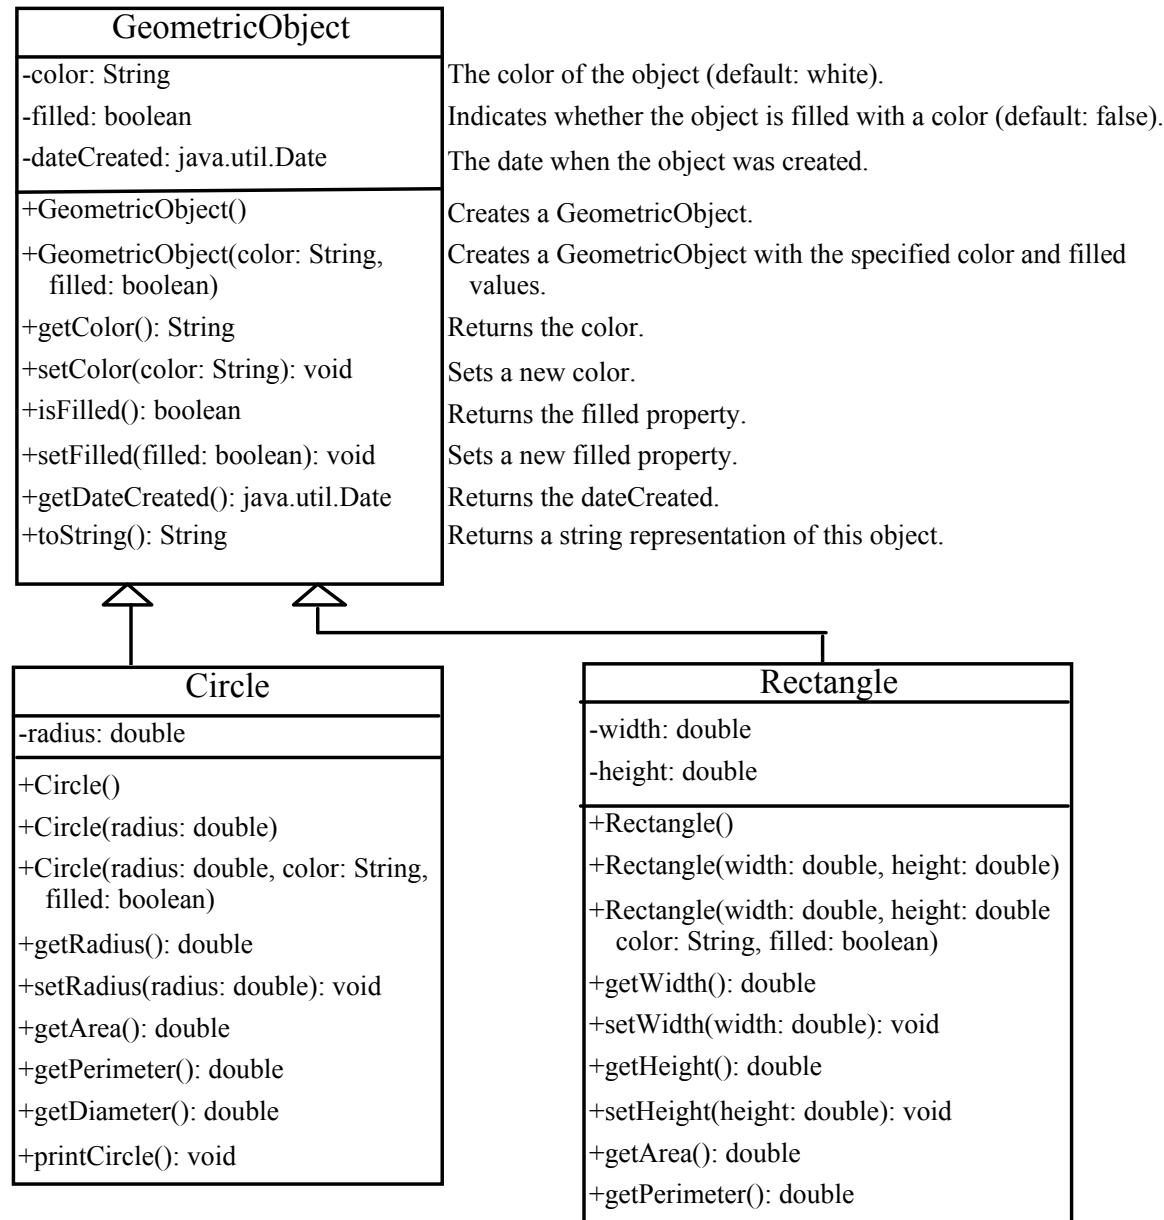 GeometricObject
-color: String
The color of the object (default: white).
-filled: boolean
Indicates whether the object is filled with a color (default: false).
-dateCreated: java.util.Date
The date when the object was created.
+GeometricObject()
Creates a GeometricObject.
+GeometricObject(color: String,
filled: boolean)
Creates a GeometricObject with the specified color and filled
values.
+getColor(): String
Returns the color.
+setColor(color: String): void
Sets a new color.
+isFilled(): boolean
Returns the filled property.
+setFilled(filled: boolean): void
Sets a new filled property.
+getDateCreated(): java.util.Date
Returns the dateCreated.
+toString(): String
Returns a string representation of this object.
Circle
-radius: double
+Circle()
+Circle(radius: double)
+Circle(radius: double, color: String,
filled: boolean)
+getRadius(): double
+setRadius(radius: double): void
+getArea(): double
+getPerimeter(): double
+getDiameter(): double
+printCircle(): void
Rectangle
-width: double
-height: double
+Rectangle()
+Rectangle(width: double, height: double)
+Rectangle(width: double, height: double
color: String, filled: boolean)
+getWidth(): double
+setWidth(width: double): void
+getHeight(): double
+setHeight(height: double): void
+getArea(): double
+getPerimeter(): double